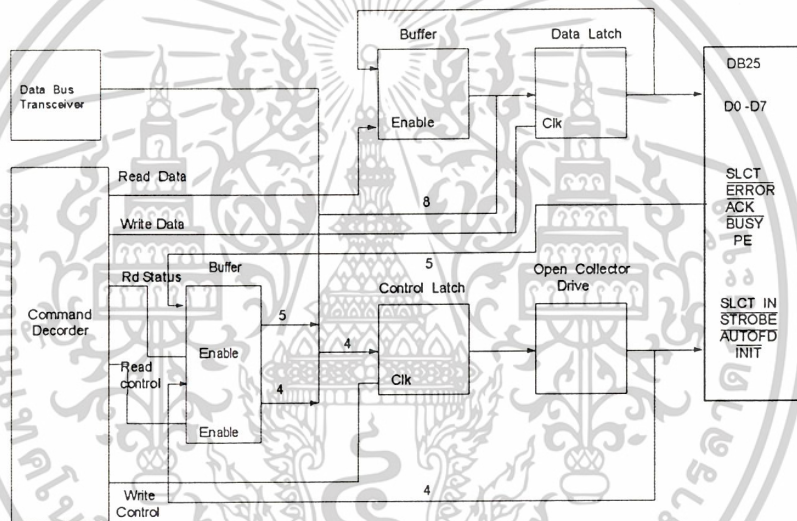 Buffer
Data Latch
Data Bus
Transceiver
DB25
D0 -D7
Enable
Clk
Read Data
8
SLCT
ERROR
ACK
BUSY
PE
Write Data
5
Rd Status
Buffer
Control Latch
Open Collector
Drive
Command
Decorder
5
4
Enable
Read
control
4
Clk
Enable
SLCT IN
STROBE
AUTOFD
INIT
Write
Control
4